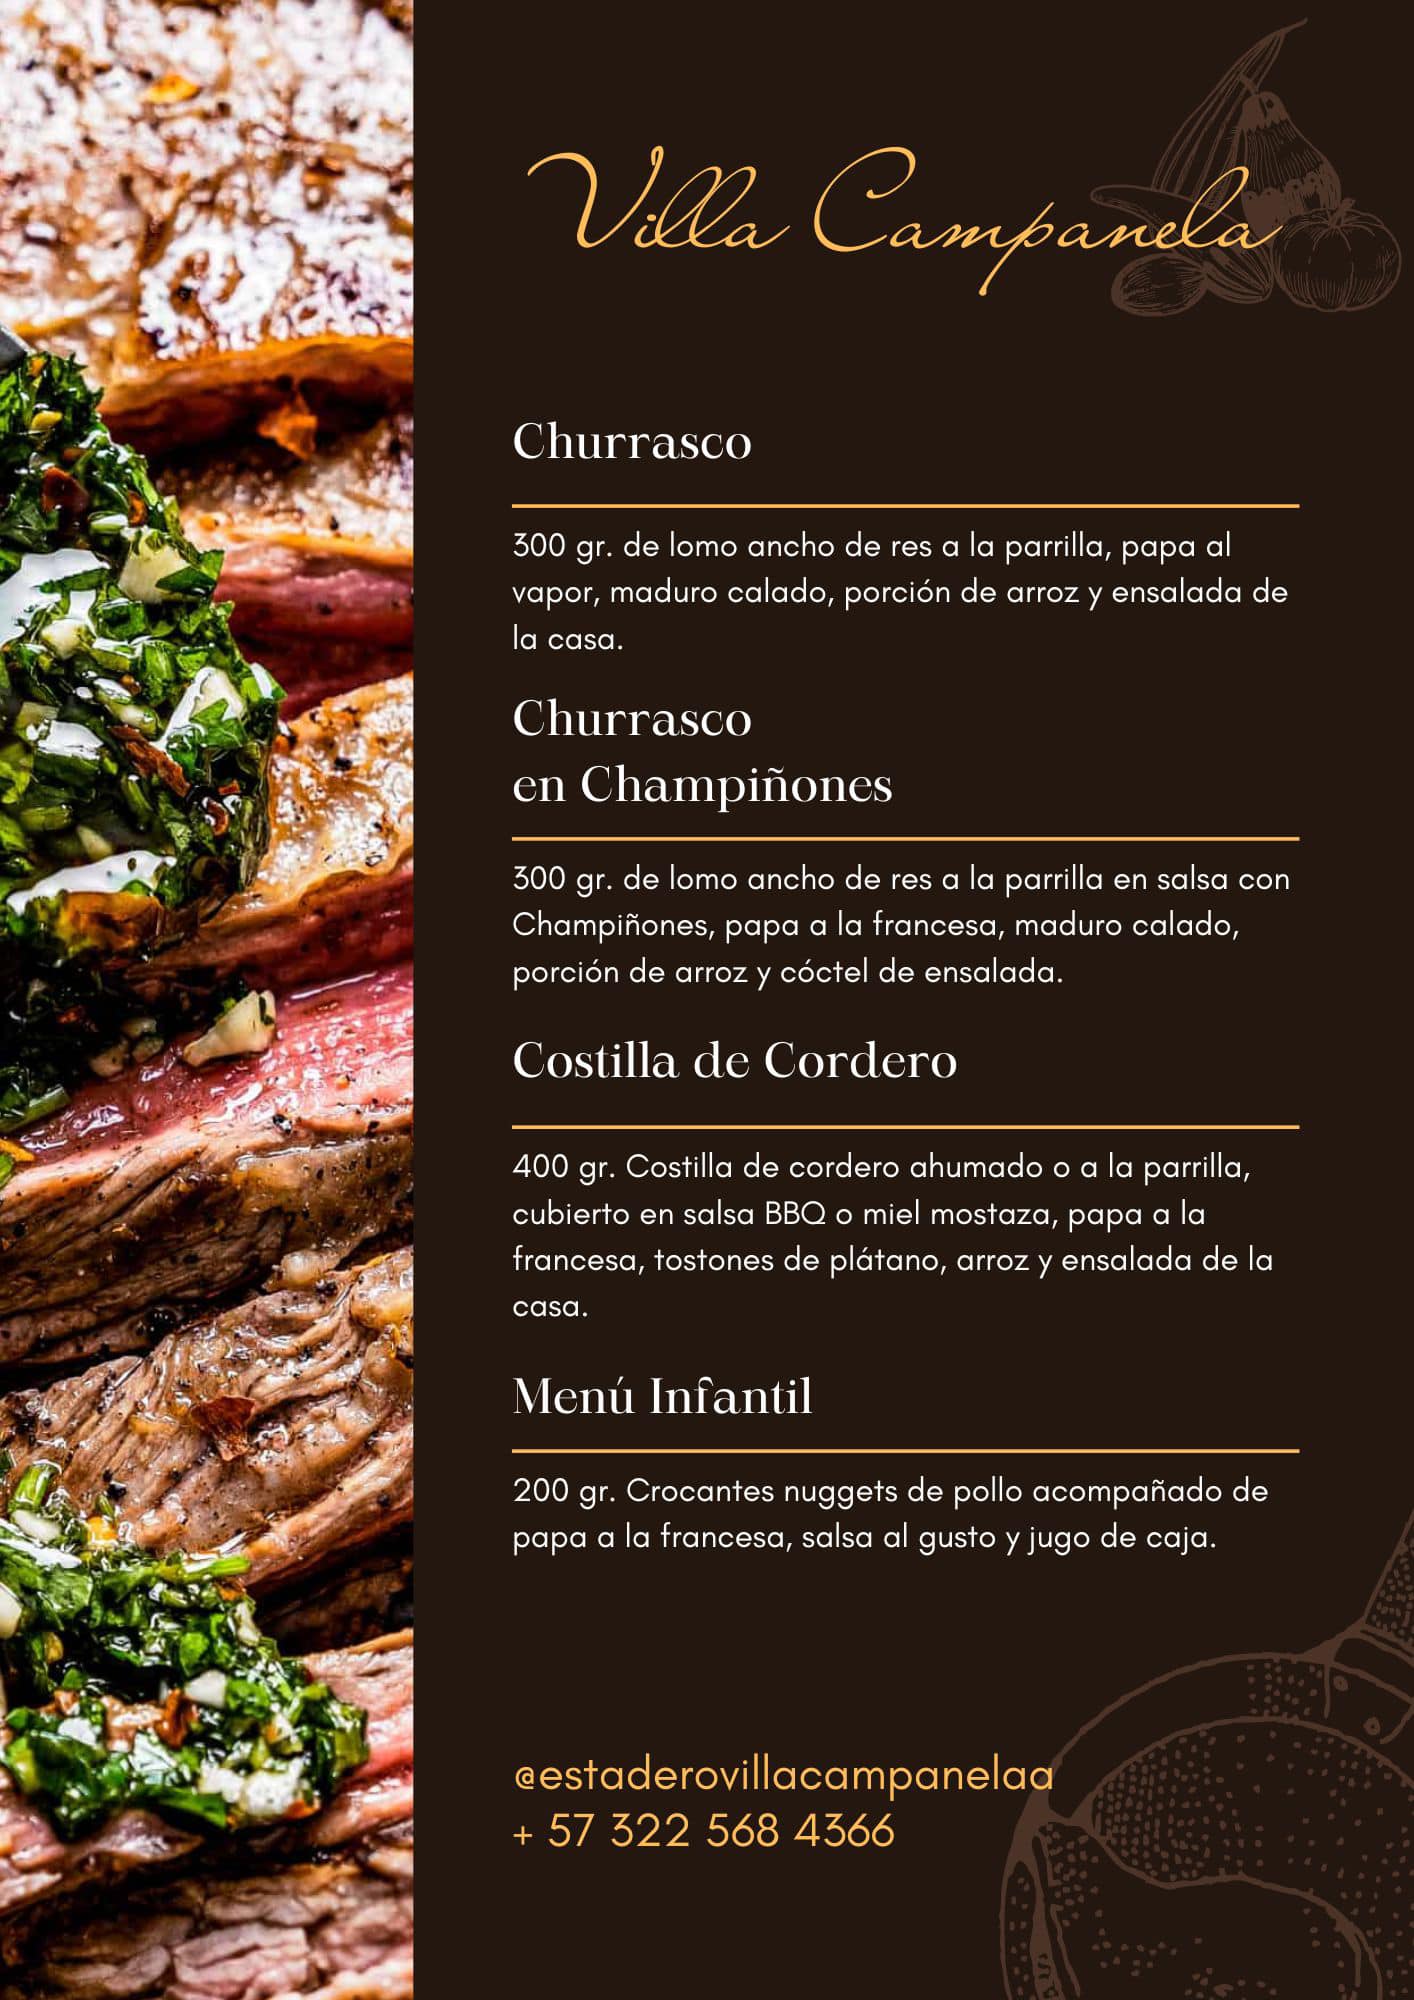 Villa Campanela
Churrasco
300 gr. de lomo ancho de res a la parrilla, papa al
vapor, maduro calado, porción de arroz y ensalada de
la casa.
Churrasco
en Champiñones
300 gr. de lomo ancho de res a la parrilla en salsa con
Champiñones, papa a la francesa, maduro calado,
porción de arroz y cóctel de ensalada.
Costilla de Cordero
400 gr. Costilla de cordero ahumado o a la parrilla,
cubierto en salsa BBQ o miel mostaza, papa a la
francesa, tostones de plátano, arroz y ensalada de la
casa.
Menú Infantil
200 gr. Crocantes nuggets de pollo acompañado de
papa a la francesa, salsa al gusto y jugo de caja.
@estaderovillacampanelaa
+ 57 322 568 4366